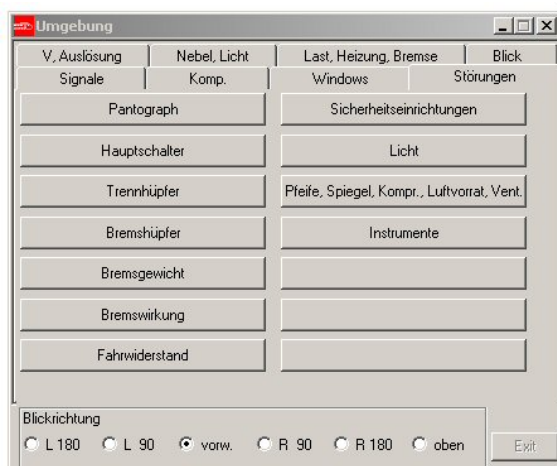 Umgebung
V, Auslösung Nebel, Licht Last, Heizung, Bremse Blick
Signale Komp. Windows Störungen
Pantograph Sicherheitseinrichtungen
Hauptschalter Licht
Trennhüpfer Pfeife, Spiegel, Kompr., Luftvorrat, Vent.
Bremshüpfer Instrumente
Bremsgewicht
Bremswirkung
Fahrwiderstand
Blickrichtung
L 180 L 90 vorw. R 90 R 180 oben Exit